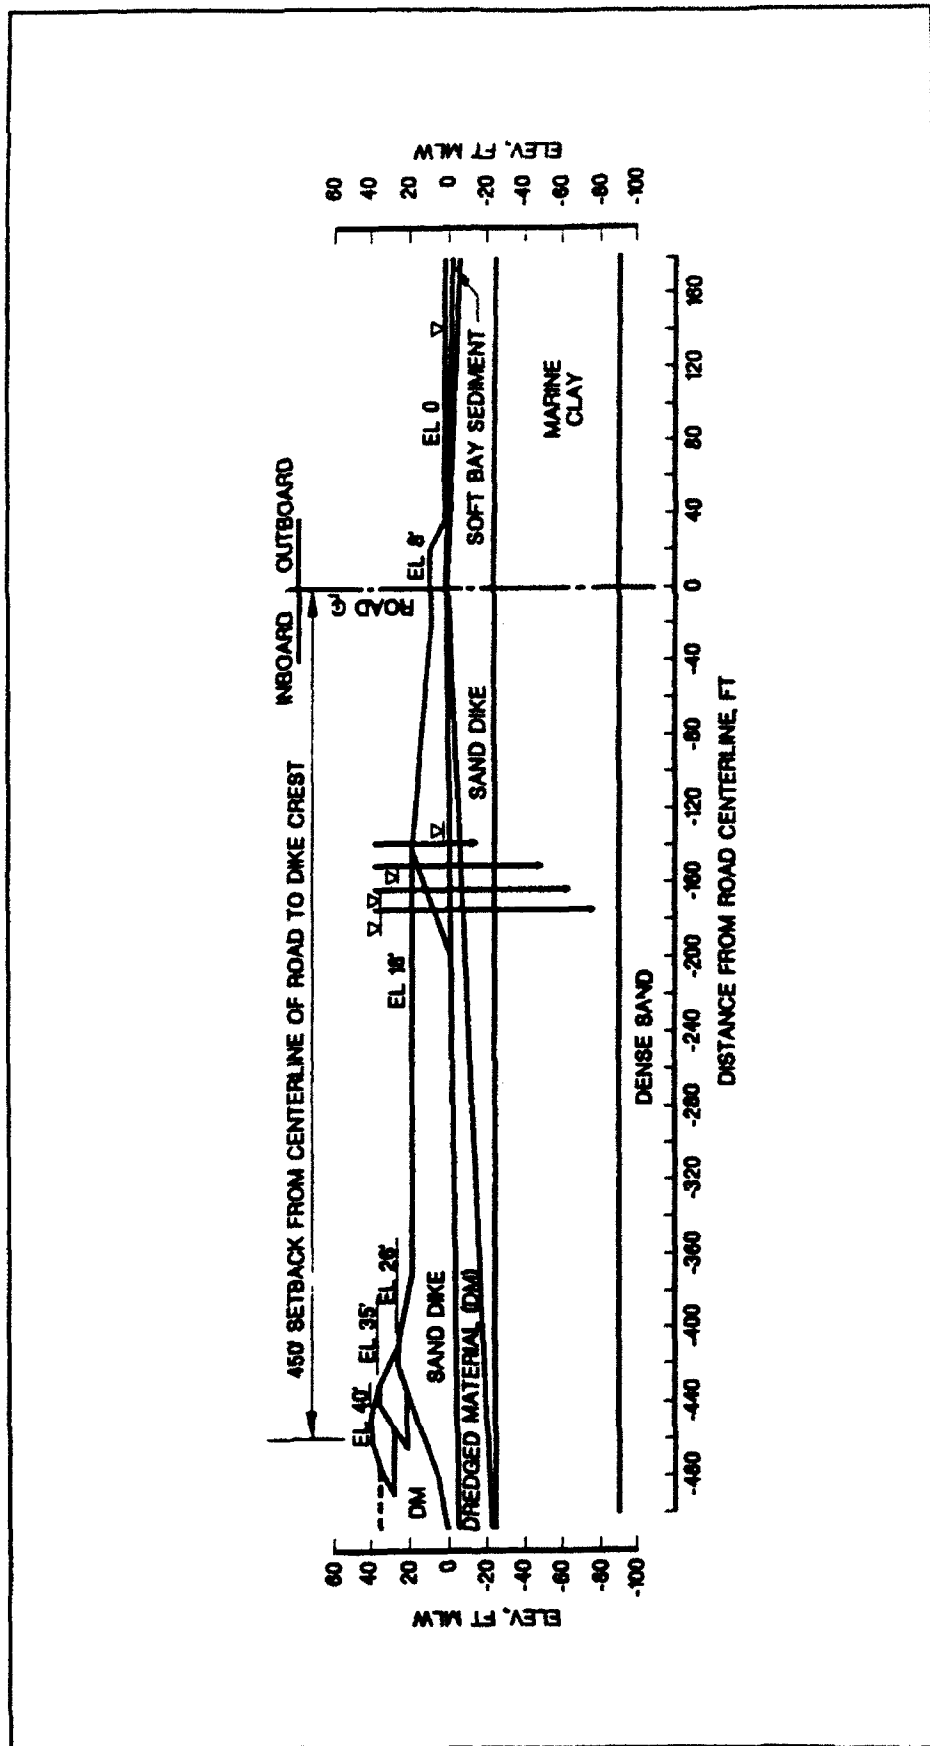 450' SETBACK FROM CENTERLINE OF ROAD TO DIKE CREST
INBOARD OUTBOARD
ROAD ℄
EL 40'
EL 35'
EL 26'
EL 18'
EL 8'
EL 0
DM
SAND DIKE
DREDGED MATERIAL (DM)
SAND DIKE
SOFT BAY SEDIMENT
MARINE
CLAY
DENSE SAND
ELEV, FT MLW
60
40
20
0
-20
-40
-60
-80
-100
ELEV, FT MLW
60
40
20
0
-20
-40
-60
-80
-100
-480 -440 -400 -360 -320 -280 -240 -200 -160 -120 -80 -40 0 40 80 120 160
DISTANCE FROM ROAD CENTERLINE, FT